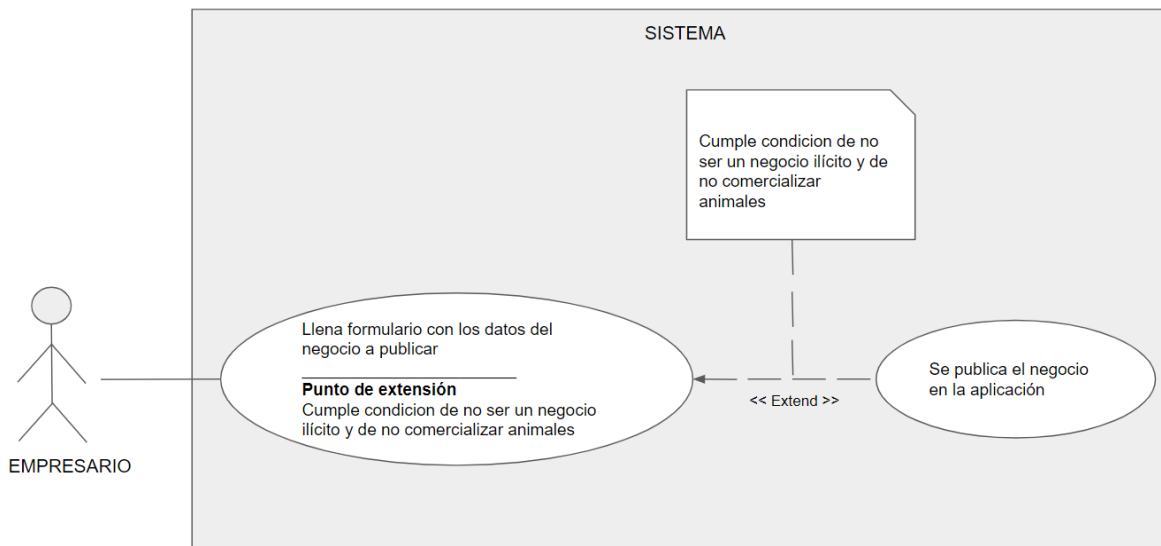 SISTEMA
Cumple condicion de no
ser un negocio ilícito y de
no comercializar
animales
Llena formulario con los datos del
negocio a publicar
Punto de extensión
Cumple condicion de no ser un negocio
ilícito y de no comercializar animales
<< Extend >>
Se publica el negocio
en la aplicación
EMPRESARIO